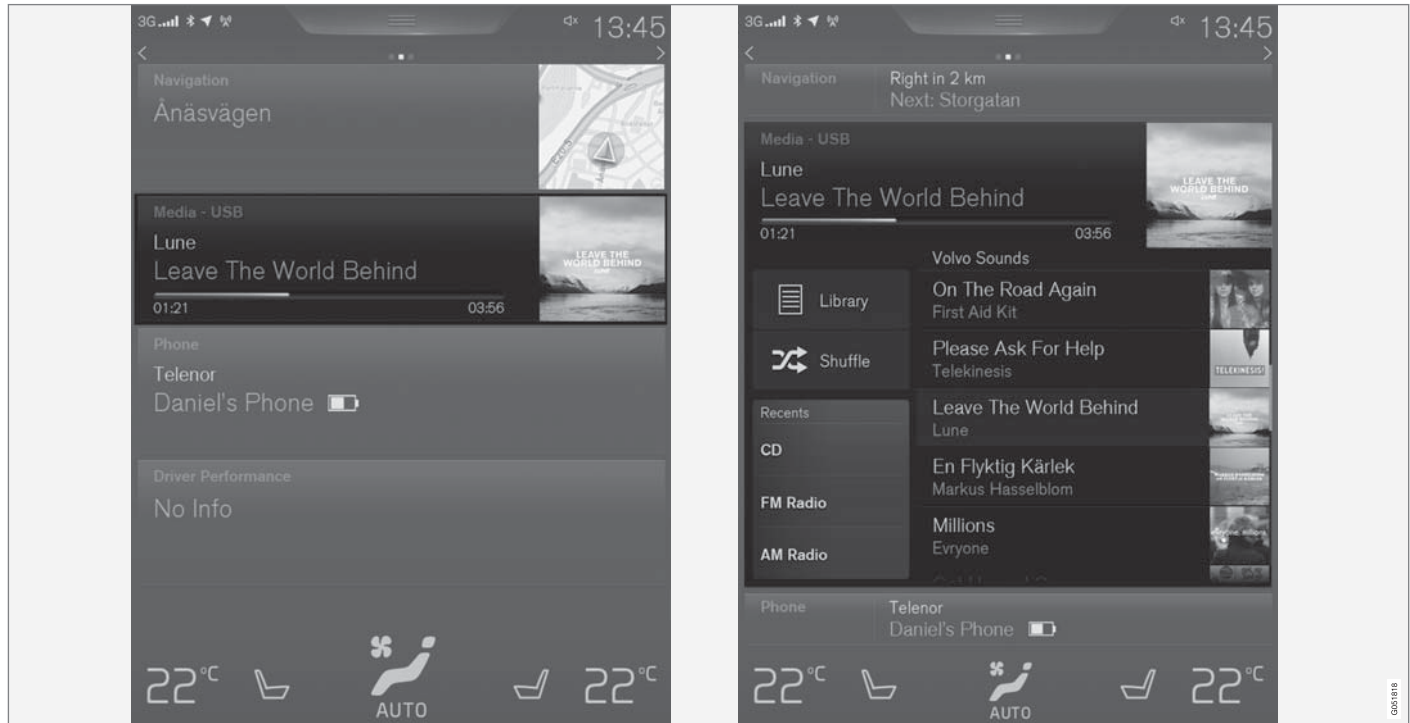 3G
13:45
Navigation
Ånäsvägen
Media - USB
Lune
Leave The World Behind
01:21 03:56
LEAVE THE
WORLD BEHIND
Phone
Telenor
Daniel's Phone
Driver Performance
No Info
22°C
AUTO
22°C
3G
13:45
Navigation
Right in 2 km
Next: Storgatan
Media - USB
Lune
Leave The World Behind
01:21 03:56
LEAVE THE
WORLD BEHIND
Library
Shuffle
Recents
CD
FM Radio
AM Radio
Volvo Sounds
On The Road Again
First Aid Kit
Please Ask For Help
Telekinesis
TELEKINESIS!
Leave The World Behind
Lune
En Flyktig Kärlek
Markus Hasselblom
Millions
Evryone
Phone
Telenor
Daniel's Phone
22°C
AUTO
22°C
G051818